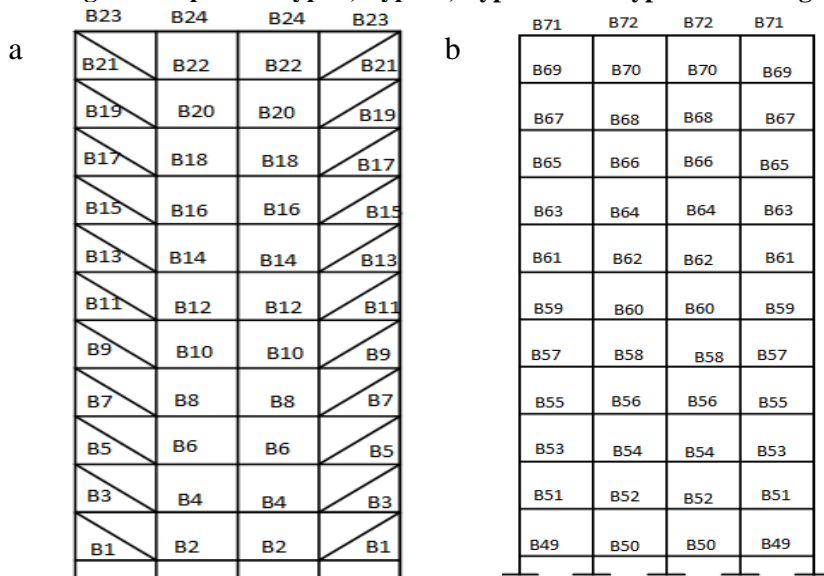 B23 B24 B24 B23 B71 B72 B72 B71
a b
B21 B22 B22 B21 B69 B70 B70 B69
B19 B20 B20 B19 B67 B68 B68 B67
B17 B18 B18 B17 B65 B66 B66 B65
B15 B16 B16 B15 B63 B64 B64 B63
B13 B14 B14 B13 B61 B62 B62 B61
B11 B12 B12 B11 B59 B60 B60 B59
B9 B10 B10 B9 B57 B58 B58 B57
B7 B8 B8 B7 B55 B56 B56 B55
B5 B6 B6 B5 B53 B54 B54 B53
B3 B4 B4 B3 B51 B52 B52 B51
B1 B2 B2 B1 B49 B50 B50 B49